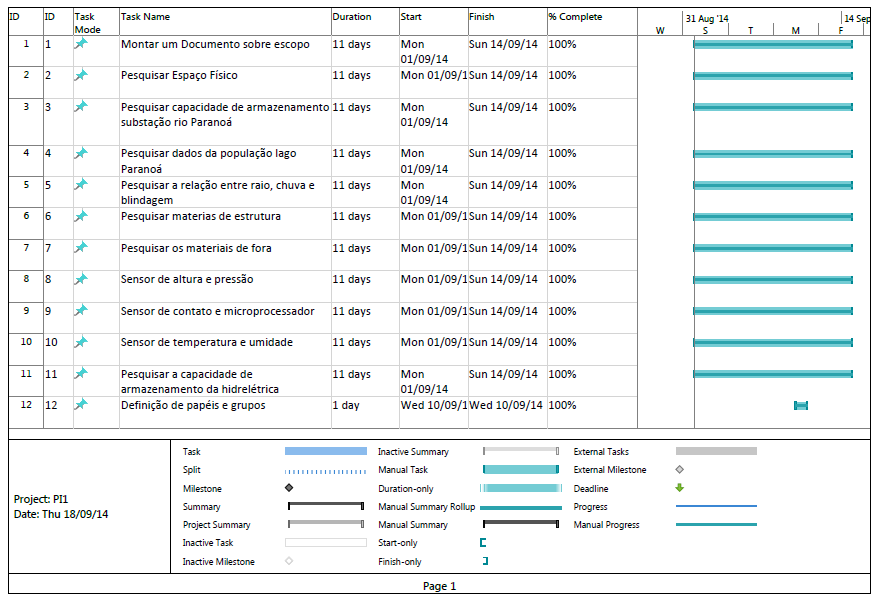 ID ID Task Mode Task Name Duration Start Finish % Complete 31 Aug '14 14 Sep
W S T M F
1 1 Montar um Documento sobre escopo 11 days Mon 01/09/14 Sun 14/09/14 100%
2 2 Pesquisar Espaço Físico 11 days Mon 01/09/1 Sun 14/09/14 100%
3 3 Pesquisar capacidade de armazenamento 11 days Mon 01/09/14 Sun 14/09/14 100%
substação rio Paranoá
4 4 Pesquisar dados da população lago 11 days Mon 01/09/14 Sun 14/09/14 100%
Paranoá
5 5 Pesquisar a relação entre raio, chuva e 11 days Mon 01/09/14 Sun 14/09/14 100%
blindagem
6 6 Pesquisar materias de estrutura 11 days Mon 01/09/1 Sun 14/09/14 100%
7 7 Pesquisar os materiais de fora 11 days Mon 01/09/1 Sun 14/09/14 100%
8 8 Sensor de altura e pressão 11 days Mon 01/09/1 Sun 14/09/14 100%
9 9 Sensor de contato e microprocessador 11 days Mon 01/09/1 Sun 14/09/14 100%
10 10 Sensor de temperatura e umidade 11 days Mon 01/09/1 Sun 14/09/14 100%
11 11 Pesquisar a capacidade de 11 days Mon 01/09/14 Sun 14/09/14 100%
armazenamento da hidrelétrica
12 12 Definição de papéis e grupos 1 day Wed 10/09/1 Wed 10/09/14 100%
Project: PI1
Date: Thu 18/09/14
Task
Split
Milestone
Summary
Project Summary
Inactive Task
Inactive Milestone
Inactive Summary
Manual Task
Duration-only
Manual Summary Rollup
Manual Summary
Start-only
Finish-only
External Tasks
External Milestone
Deadline
Progress
Manual Progress
Page 1